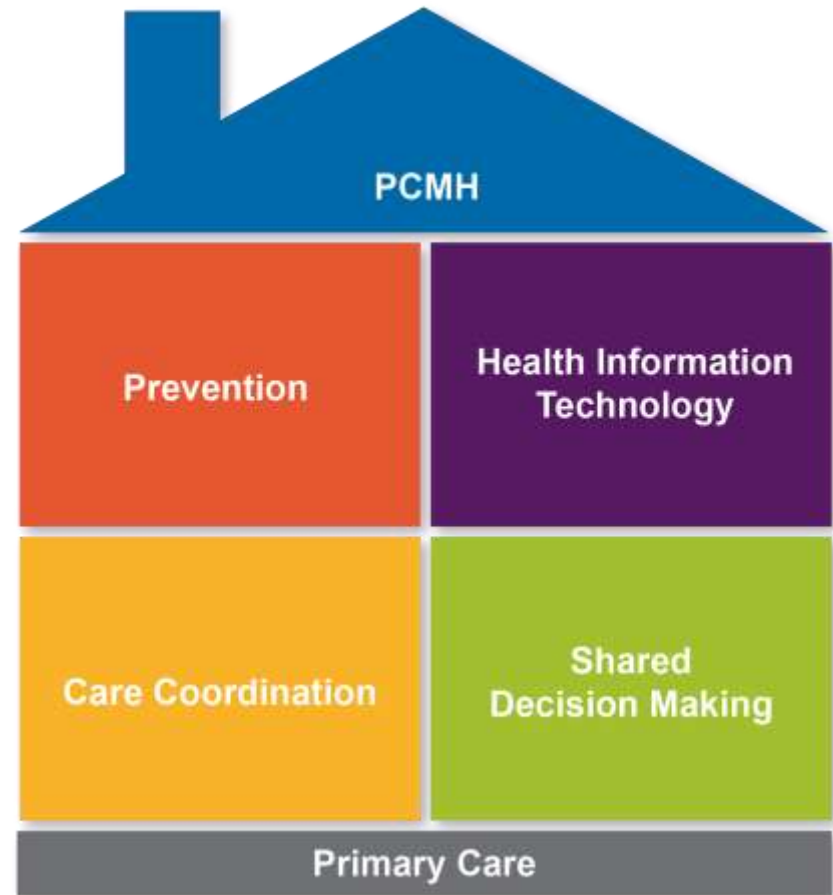 PCMH
Prevention
Health Information
Technology
Care Coordination
Shared
Decision Making
Primary Care